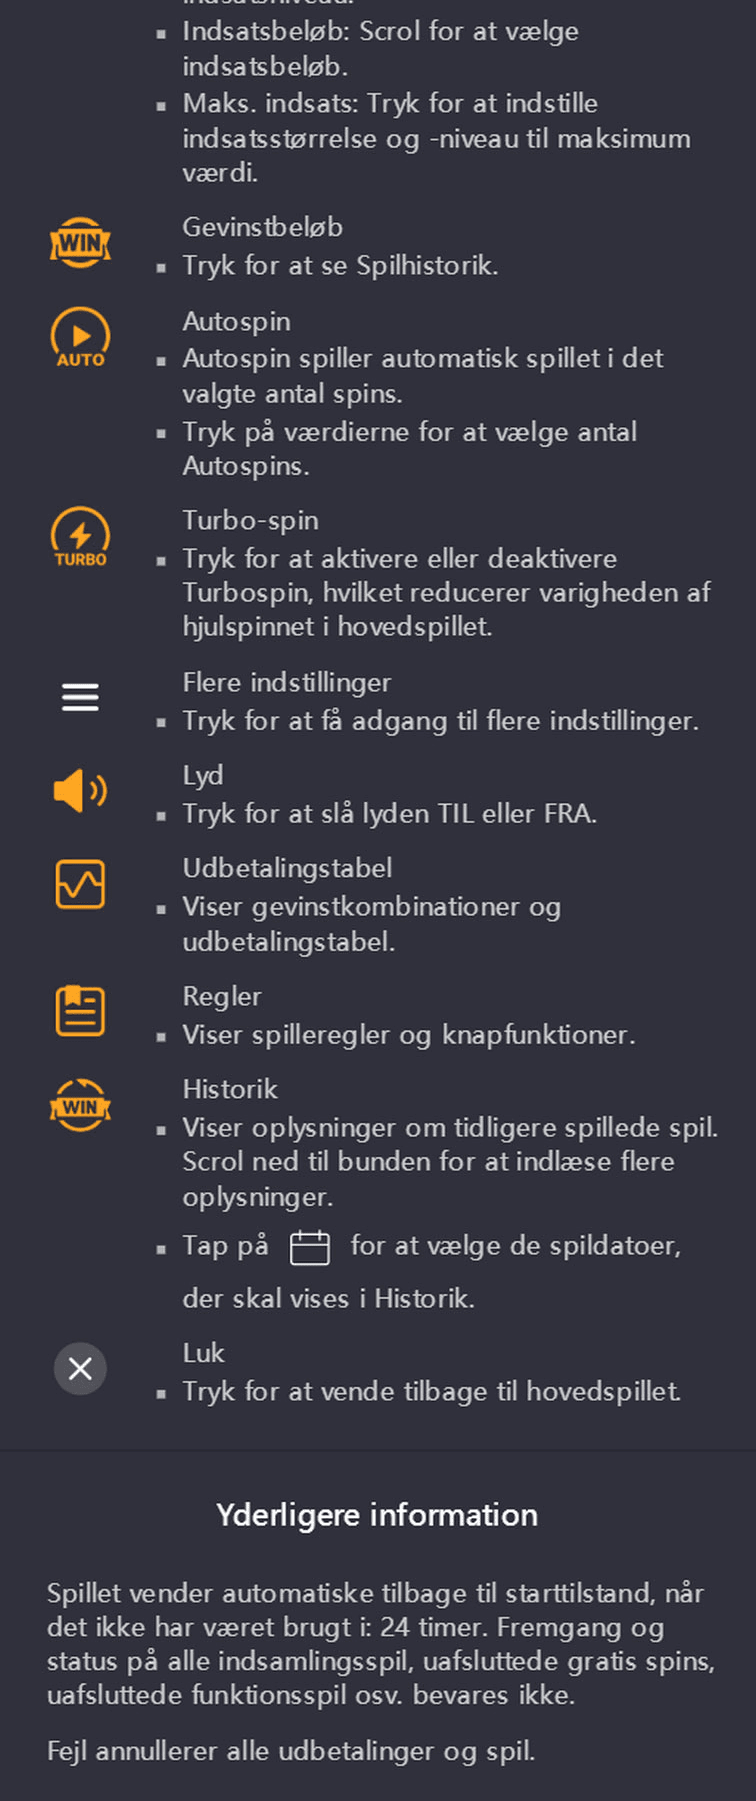 Indsatsbeløb: Scrol for at vælge
indsatsbeløb.
Maks. indsats: Tryk for at indstille
indsatsstørrelse og -niveau til maksimum
værdi.
WIN
Gevinstbeløb
Tryk for at se Spilhistorik.
AUTO
Autospin
Autospin spiller automatisk spillet i det
valgte antal spins.
Tryk på værdierne for at vælge antal
Autospins.
TURBO
Turbo-spin
Tryk for at aktivere eller deaktivere
Turbospin, hvilket reducerer varigheden af
hjulspinnet i hovedspillet.
Flere indstillinger
Tryk for at få adgang til flere indstillinger.
Lyd
Tryk for at slå lyden TIL eller FRA.
Udbetalingstabel
Viser gevinstkombinationer og
udbetalingstabel.
Regler
Viser spilleregler og knapfunktioner.
WIN
Historik
Viser oplysninger om tidligere spillede spil.
Scrol ned til bunden for at indlæse flere
oplysninger.
Tap på for at vælge de spildatoer,
der skal vises i Historik.
Luk
Tryk for at vende tilbage til hovedspillet.
Yderligere information
Spillet vender automatiske tilbage til starttilstand, når
det ikke har været brugt i: 24 timer. Fremgang og
status på alle indsamlingsspil, uafsluttede gratis spins,
uafsluttede funktionsspil osv. bevares ikke.
Fejl annullerer alle udbetalinger og spil.